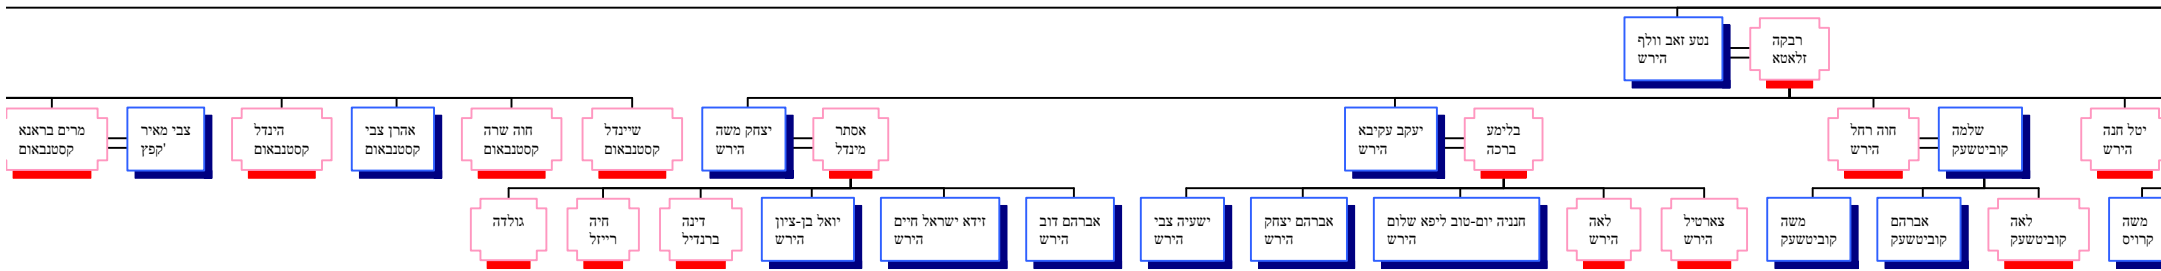 רבקה
זלאטא
נטע זאב וולף
הירש
יטל חנה
הירש
שלמה
קוביטשעק
חוה רחל
הירש
בלימע
ברכה
יעקב עקיבא
הירש
אסתר
מינדל
יצחק משה
הירש
שיינדל
קסטנבאום
חוה שרה
קסטנבאום
אהרן צבי
קסטנבאום
הינדל
קסטנבאום
צבי מאיר
קפץ'
מרים בראנא
קסטנבאום
משה
קרויס
לאה
קוביטשעק
אברהם
קוביטשעק
משה
קוביטשעק
צארטיל
הירש
לאה
הירש
חנניה יום-טוב ליפא שלום
הירש
אברהם יצחק
הירש
ישעיה צבי
הירש
אברהם דוב
הירש
זידא ישראל חיים
הירש
יואל בן-ציון
הירש
דינה
ברנדיל
חיה
רייזל
גולדה